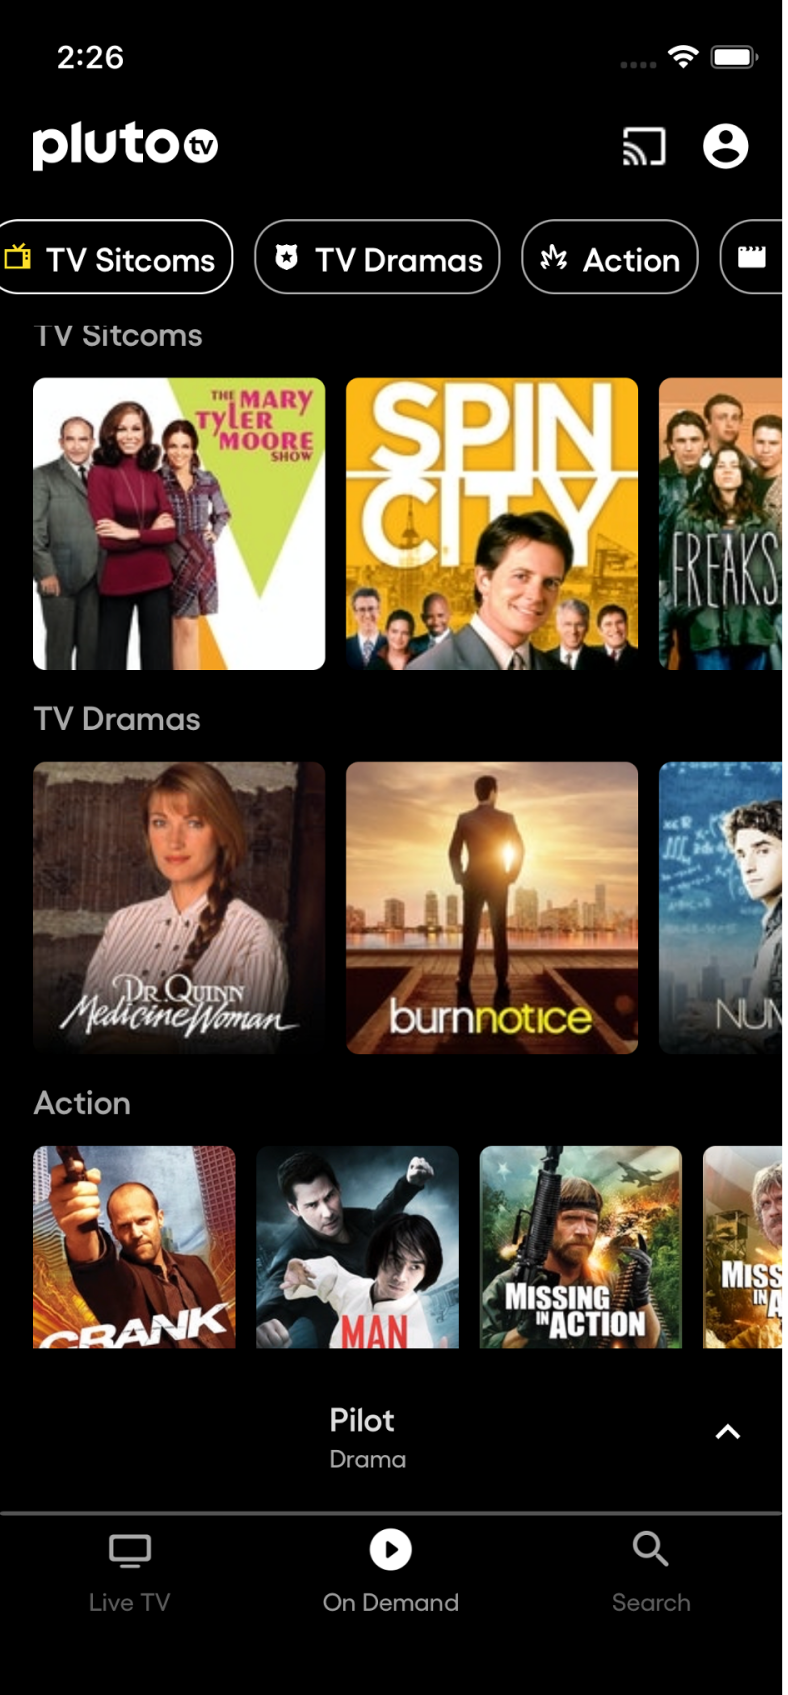 2:26
pluto tv
TV Sitcoms
TV Dramas
Action
TV Sitcoms
THE MARY
TYLER
MOORE
SHOW
SPIN
CITY
FREAKS
TV Dramas
DR. QUINN
Medicine Woman
burn notice
NUM
Action
CRANK
MAN
MISSING
IN ACTION
MISS
IN A
Pilot
Drama
Live TV
On Demand
Search